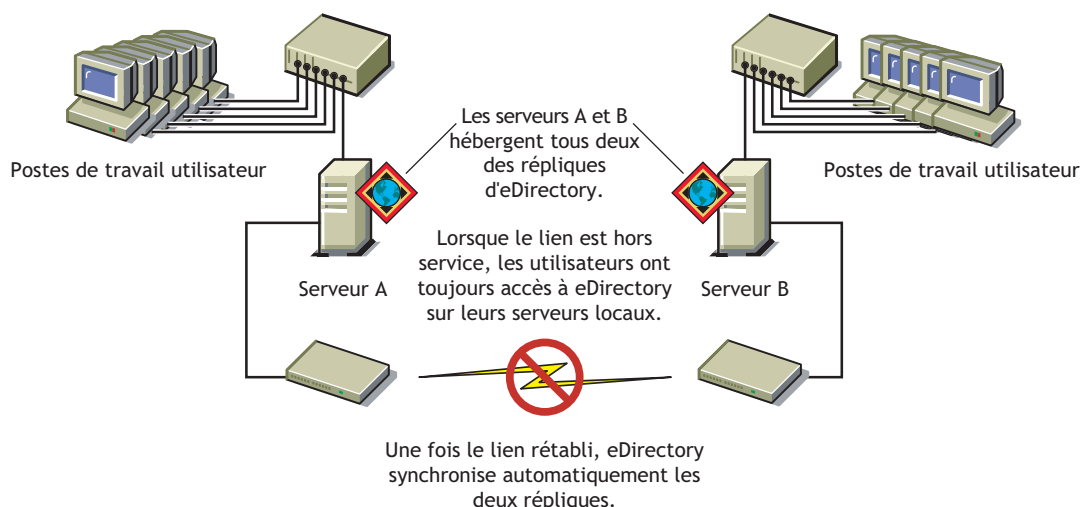 Les serveurs A et B
hébergent tous deux
des répliques
d'eDirectory.
Postes de travail utilisateur
Postes de travail utilisateur
Lorsque le lien est hors
service, les utilisateurs ont
toujours accès à eDirectory
sur leurs serveurs locaux.
Serveur A
Serveur B
Une fois le lien rétabli, eDirectory
synchronise automatiquement les
deux répliques.